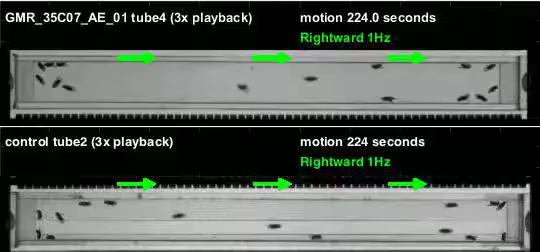 GMR_35C07_AE_01 tube4 (3x playback)
motion 224.0 seconds
Rightward 1Hz
control tube2 (3x playback)
motion 224 seconds
Rightward 1Hz